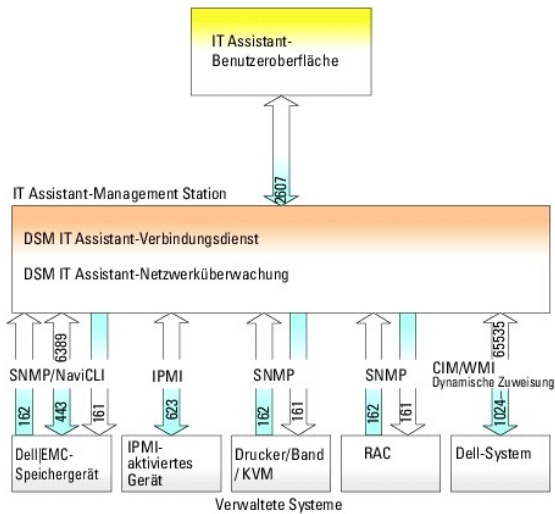 IT Assistant-
Benutzeroberfläche
2607
IT Assistant-Management Station
DSM IT Assistant-Verbindungsdienst
DSM IT Assistant-Netzwerküberwachung
6389
65535
SNMP/NaviCLI
IPMI
SNMP
SNMP
CIM/WMI
Dynamische Zuweisung
162
443
161
623
162
161
162
161
1024–
Dell|EMC-
Speichergerät
IPMI-
aktiviertes
Gerät
Drucker/Band
/ KVM
RAC
Dell-System
Verwaltete Systeme